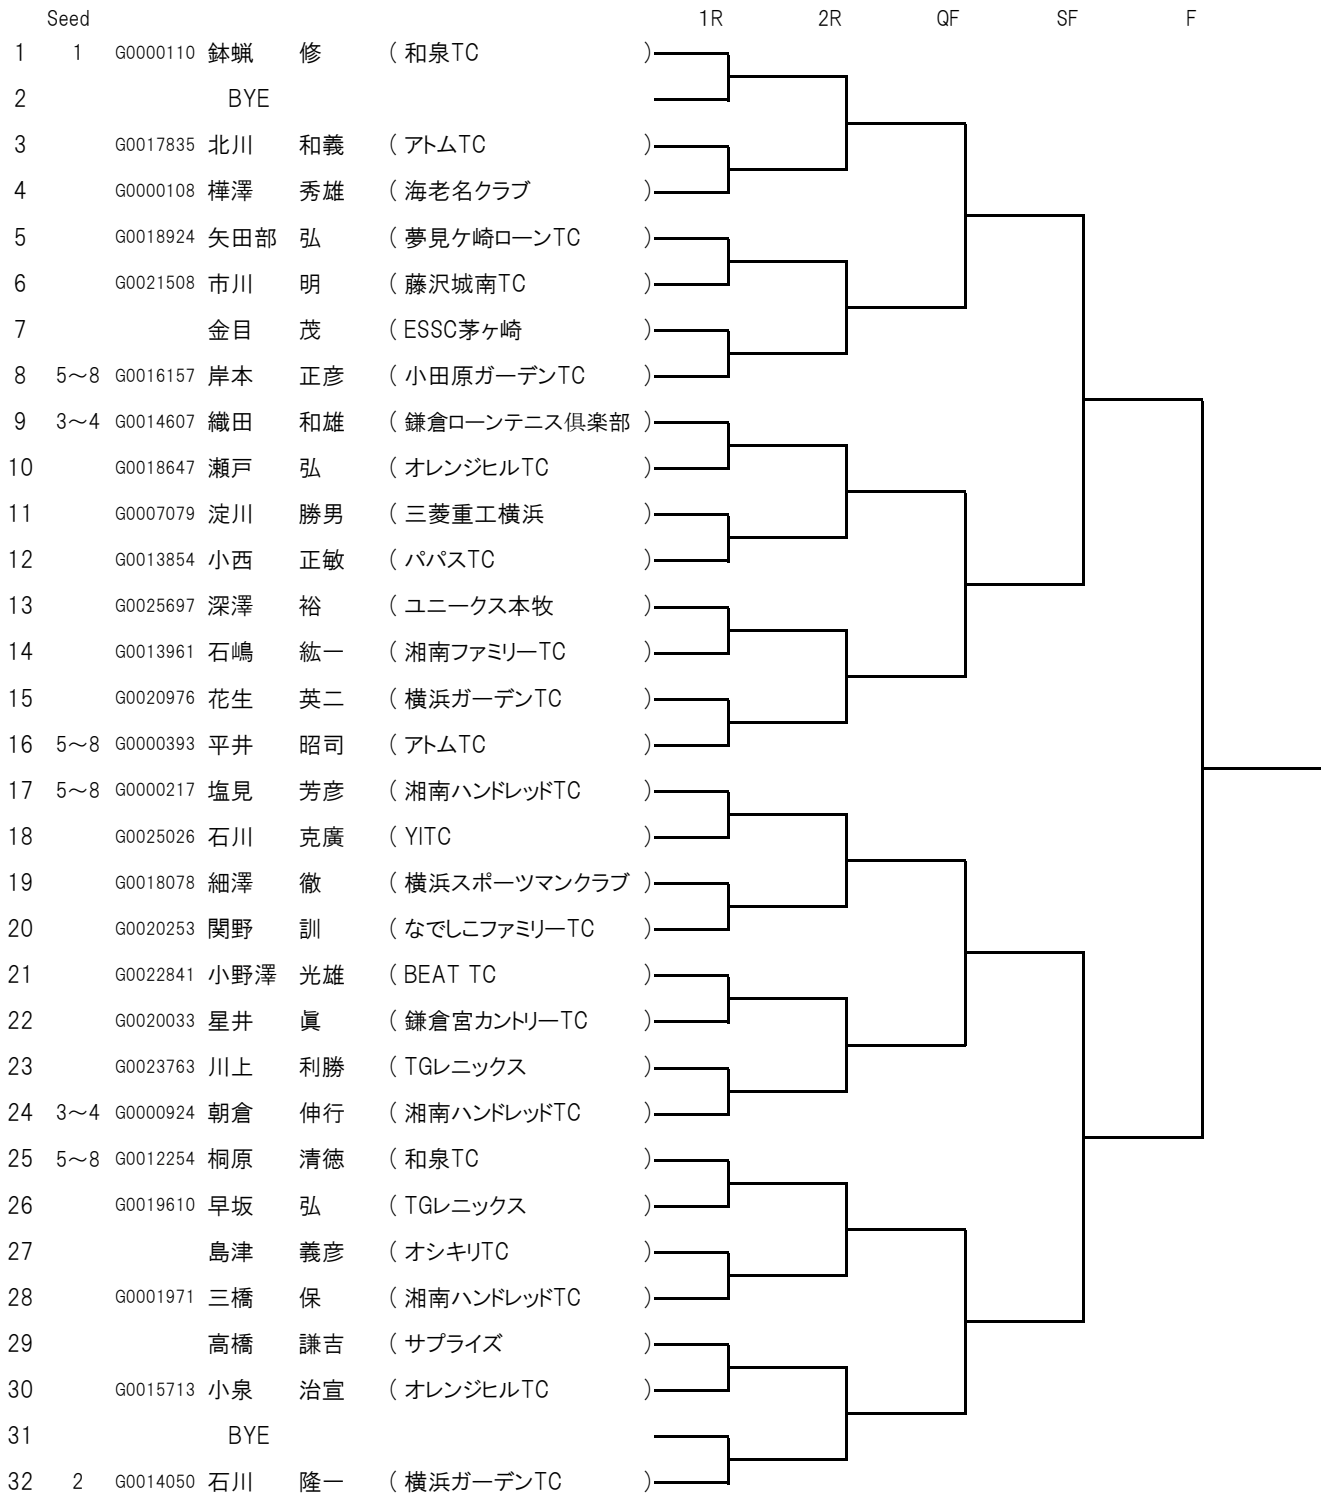 Seed 1R 2R QF SF F
1 1 G0000110 鉢蝋 修 ( 和泉TC )
2 BYE
3 G0017835 北川 和義 ( アトムTC )
4 G0000108 樺澤 秀雄 ( 海老名クラブ )
5 G0018924 矢田部 弘 ( 夢見ケ崎ローンTC )
6 G0021508 市川 明 ( 藤沢城南TC )
7 金目 茂 ( ESSC茅ヶ崎 )
8 5～8 G0016157 岸本 正彦 ( 小田原ガーデンTC )
9 3～4 G0014607 織田 和雄 ( 鎌倉ローンテニス倶楽部 )
10 G0018647 瀬戸 弘 ( オレンジヒルTC )
11 G0007079 淀川 勝男 ( 三菱重工横浜 )
12 G0013854 小西 正敏 ( パパスTC )
13 G0025697 深澤 裕 ( ユニークス本牧 )
14 G0013961 石嶋 紘一 ( 湘南ファミリーTC )
15 G0020976 花生 英二 ( 横浜ガーデンTC )
16 5～8 G0000393 平井 昭司 ( アトムTC )
17 5～8 G0000217 塩見 芳彦 ( 湘南ハンドレッドTC )
18 G0025026 石川 克廣 ( YITC )
19 G0018078 細澤 徹 ( 横浜スポーツマンクラブ )
20 G0020253 関野 訓 ( なでしこファミリーTC )
21 G0022841 小野澤 光雄 ( BEAT TC )
22 G0020033 星井 眞 ( 鎌倉宮カントリーTC )
23 G0023763 川上 利勝 ( TGレニックス )
24 3～4 G0000924 朝倉 伸行 ( 湘南ハンドレッドTC )
25 5～8 G0012254 桐原 清徳 ( 和泉TC )
26 G0019610 早坂 弘 ( TGレニックス )
27 島津 義彦 ( オシキリTC )
28 G0001971 三橋 保 ( 湘南ハンドレッドTC )
29 高橋 謙吉 ( サプライズ )
30 G0015713 小泉 治宣 ( オレンジヒルTC )
31 BYE
32 2 G0014050 石川 隆一 ( 横浜ガーデンTC )